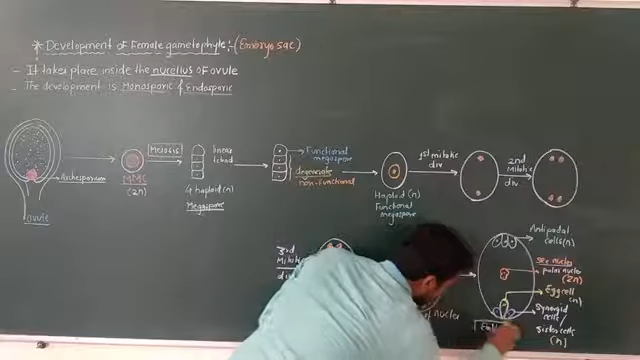 * Development of Female gametophyte:-(Embryo sac)
- It takes place inside the nucellus of ovule
- The development is Monosporic & Endosporic
Archesporium
ovule
MMC
(2n)
Meiosis
linear
tetrad
4 haploid(n)
Megaspore
Functional
megaspore
degenerate
non-functional
Haploid (n)
Functional
megaspore
1st mitotic
div
2nd
Mitotic
div
3rd
Mitotic
div
of nuclei
Antipodal
cells(n)
sec nucleus
polar nuclei
(2n)
Egg cell
(n)
Synergid
cells/
Sister cells
(n)